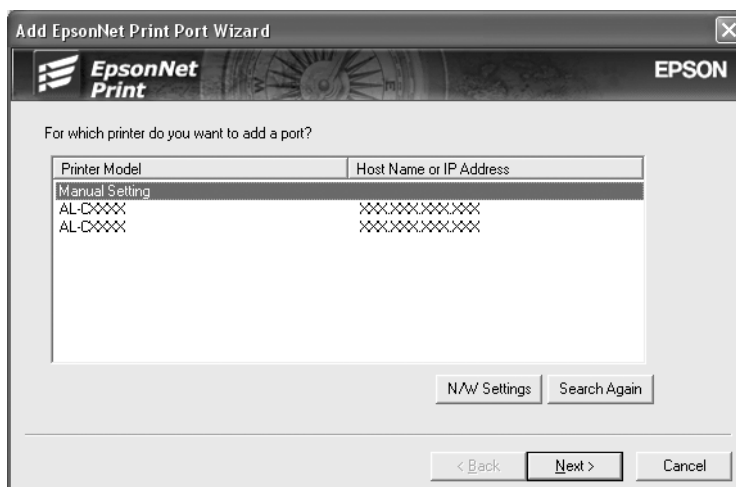 Add EpsonNet Print Port Wizard
EpsonNet
Print
EPSON
For which printer do you want to add a port?
Printer Model Host Name or IP Address
Manual Setting
AL-CXXXX XXX.XXX.XXX.XXX
AL-CXXXX XXX.XXX.XXX.XXX
N/W Settings Search Again
< Back Next > Cancel